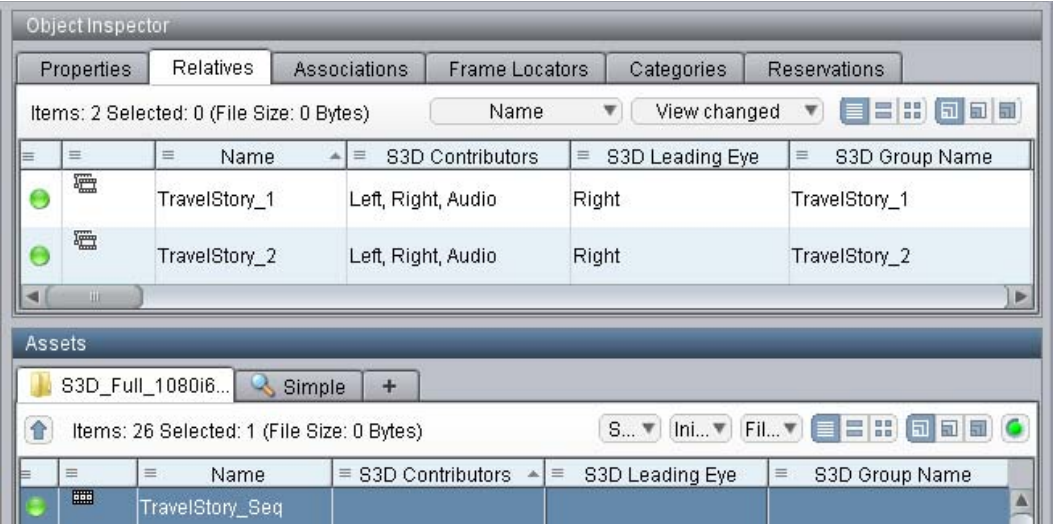 Object Inspector
Properties Relatives Associations Frame Locators Categories Reservations
Items: 2 Selected: 0 (File Size: 0 Bytes) Name View changed
Name S3D Contributors S3D Leading Eye S3D Group Name
TravelStory_1 Left, Right, Audio Right TravelStory_1
TravelStory_2 Left, Right, Audio Right TravelStory_2
Assets
S3D_Full_1080i6... Simple +
Items: 26 Selected: 1 (File Size: 0 Bytes) S... Ini... Fil...
Name S3D Contributors S3D Leading Eye S3D Group Name
TravelStory_Seq